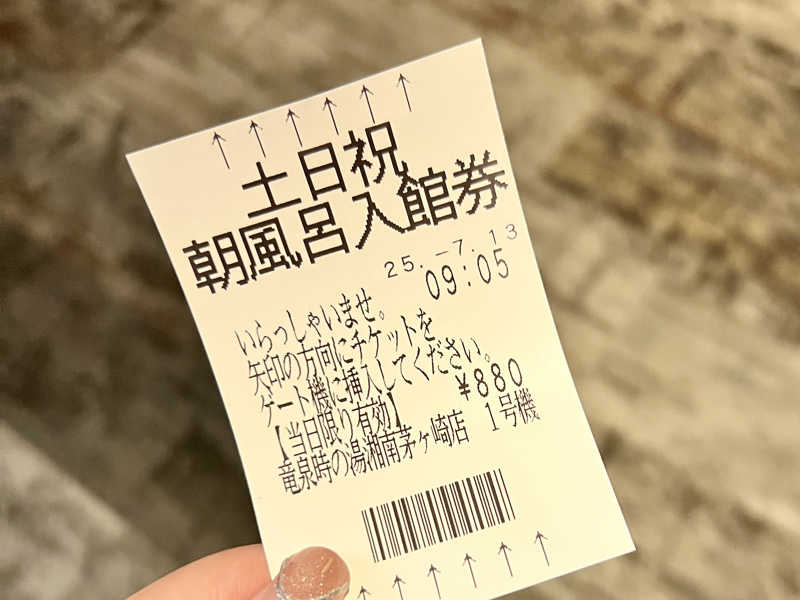 土日祝
朝風呂入館券
25.-7.13
09:05
いらっしゃいませ。
矢印の方向にチケットを
ゲート機に挿入してください。
【当日限り有効】 ¥880
竜泉時の湯湘南茅ヶ崎店 1号機